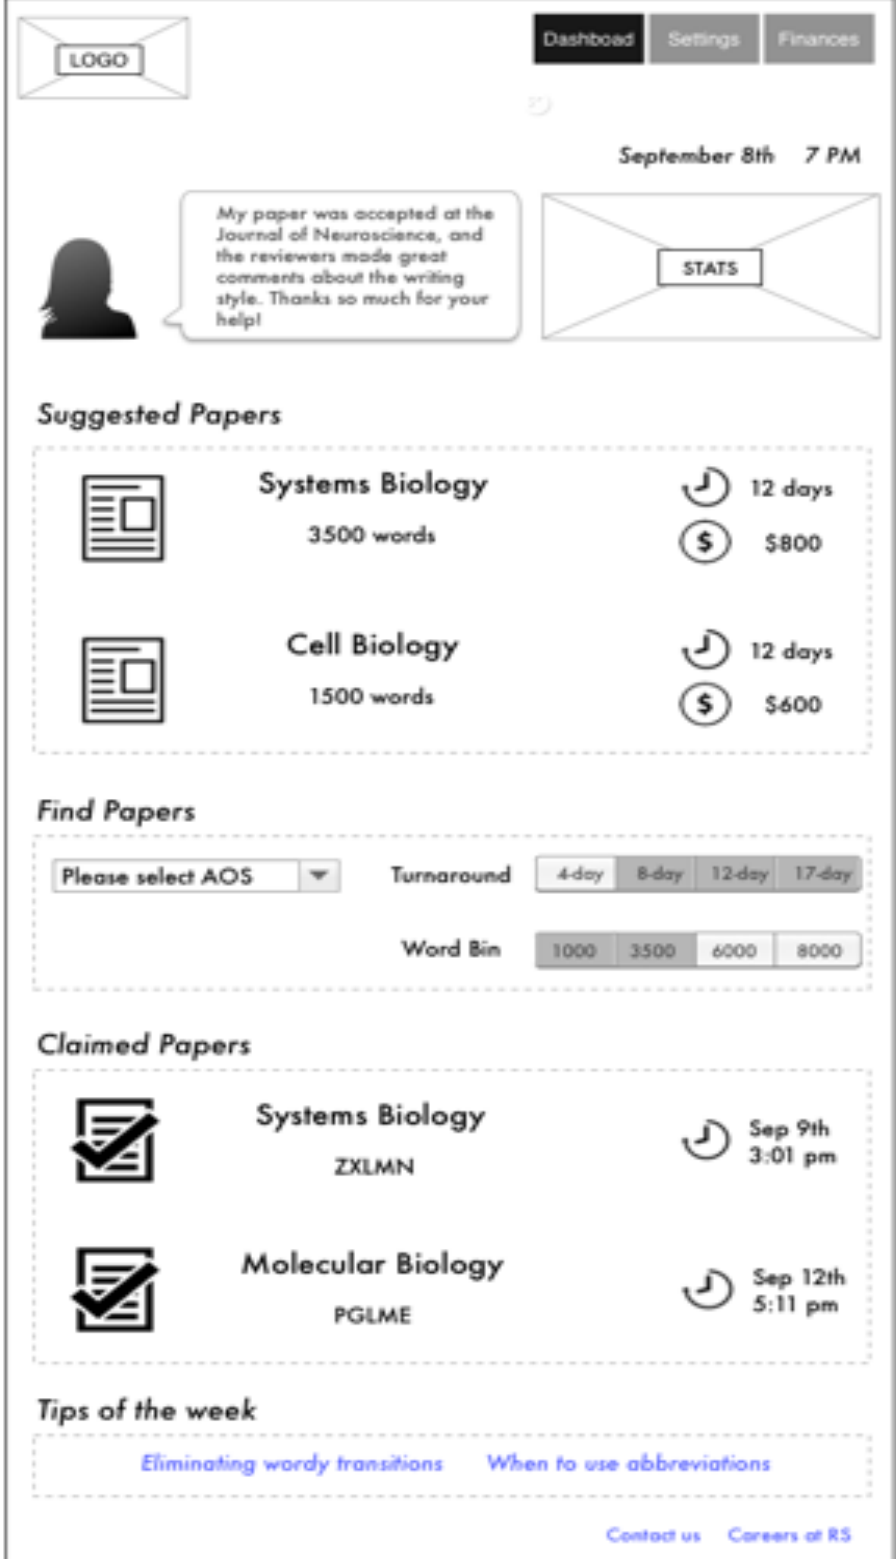 LOGO
Dashboad
Settings
Finances
September 8th 7 PM
My paper was accepted at the
Journal of Neuroscience, and
the reviewers made great
comments about the writing
style. Thanks so much for your
help!
STATS
Suggested Papers
Systems Biology
3500 words
12 days
$ $800
Cell Biology
1500 words
12 days
$ $600
Find Papers
Please select AOS
Turnaround 4-day 8-day 12-day 17-day
Word Bin 1000 3500 6000 8000
Claimed Papers
Systems Biology
ZXLMN
Sep 9th
3:01 pm
Molecular Biology
PGLME
Sep 12th
5:11 pm
Tips of the week
Eliminating wordy transitions When to use abbreviations
Contact us Careers at RS